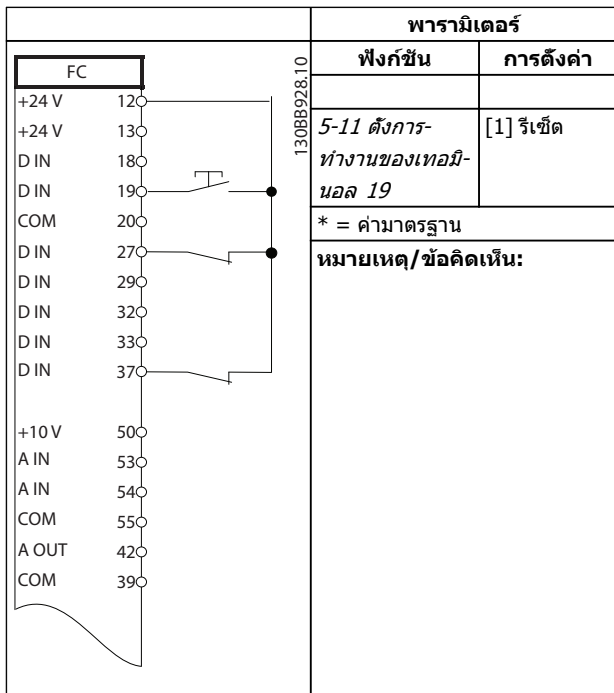 พารามิเตอร์
ฟังก์ชัน การตั้งค่า
5-11 ตั้งการ- [1] รีเซ็ต
ทำงานของเทอมิ-
นอล 19
* = ค่ามาตรฐาน
หมายเหตุ/ข้อคิดเห็น:
130BB928.10
FC
+24 V 12
+24 V 13
D IN 18
D IN 19
COM 20
D IN 27
D IN 29
D IN 32
D IN 33
D IN 37
+10 V 50
A IN 53
A IN 54
COM 55
A OUT 42
COM 39